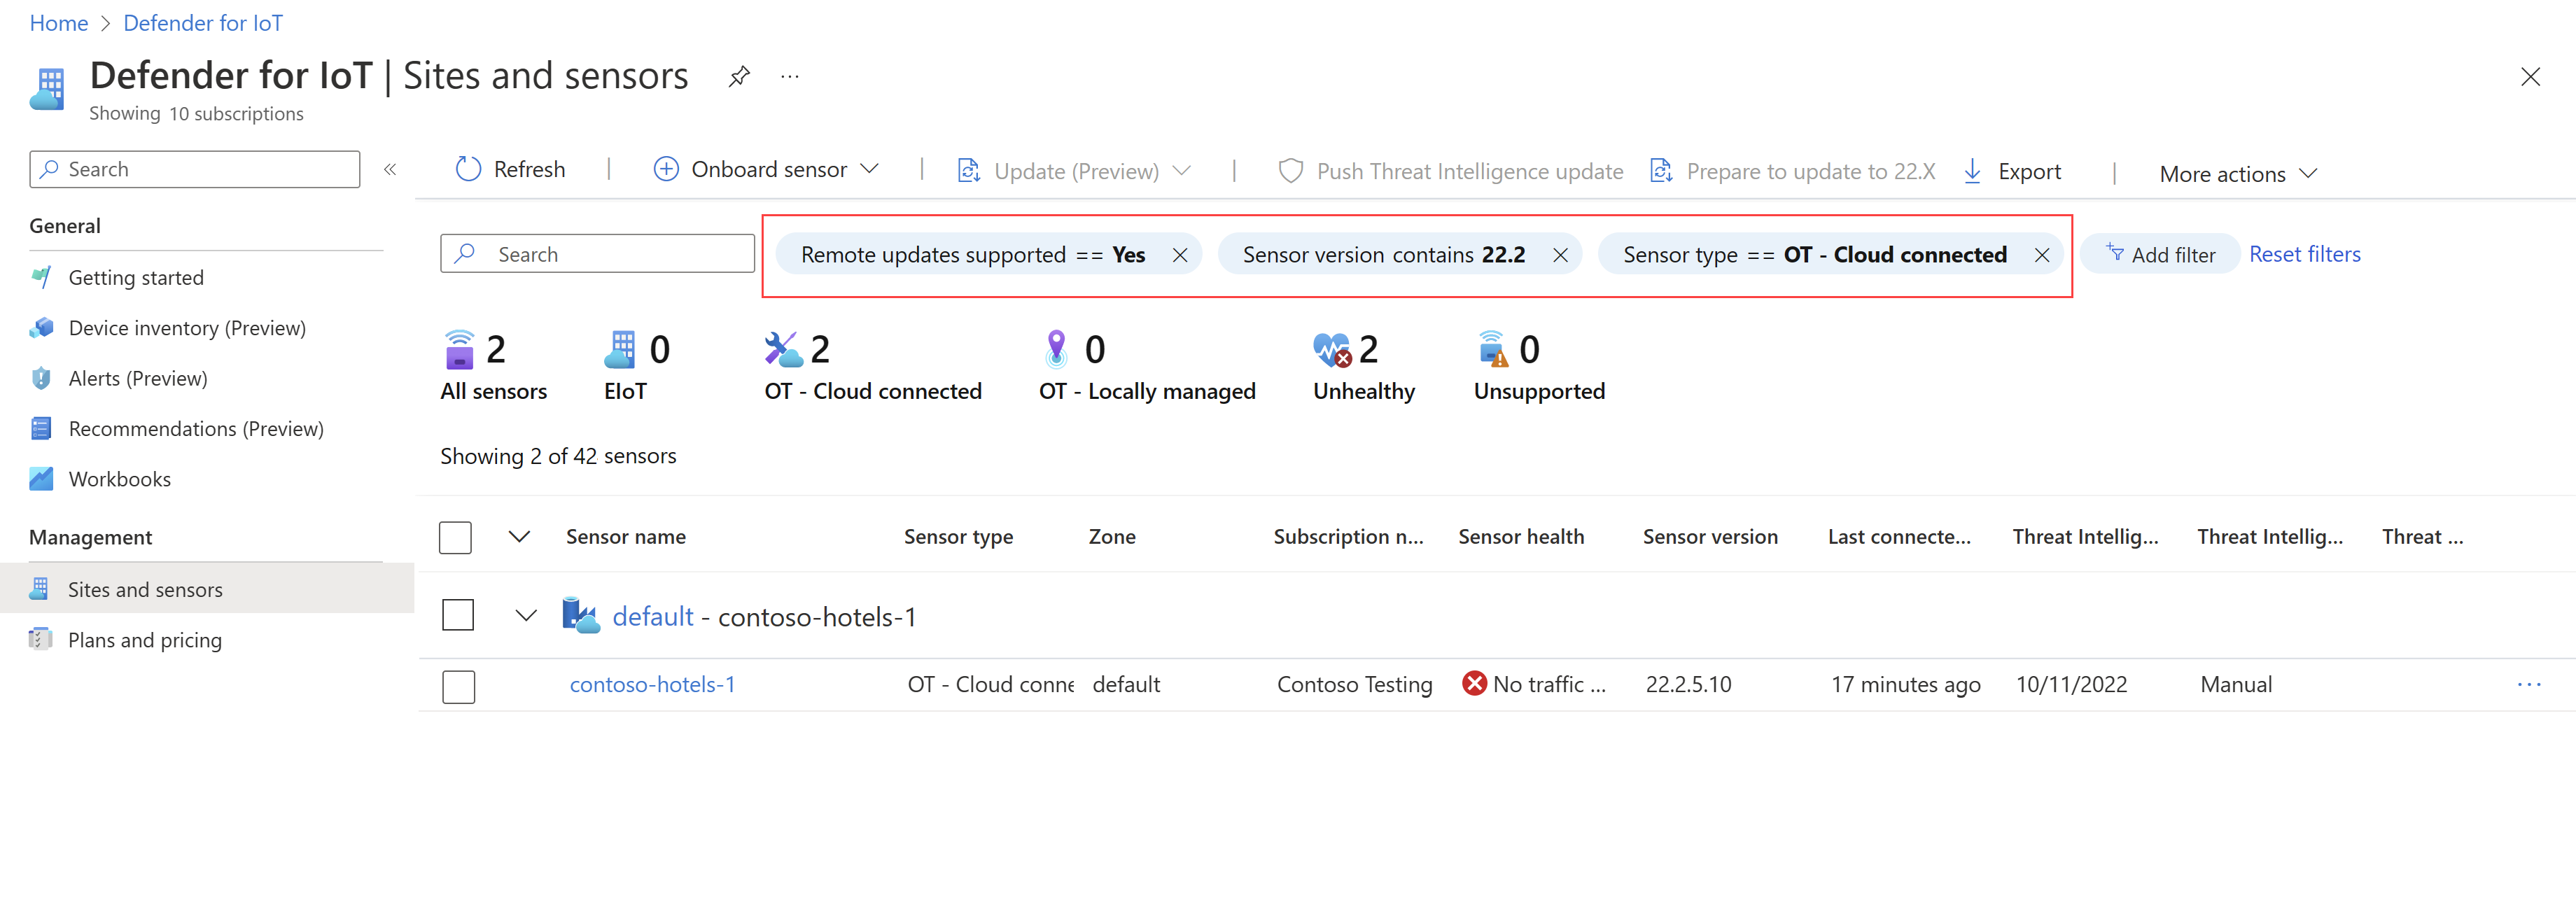 Home > Defender for IoT
Defender for IoT | Sites and sensors ...
Showing 10 subscriptions
Search «
General
Getting started
Device inventory (Preview)
Alerts (Preview)
Recommendations (Preview)
Workbooks
Management
Sites and sensors
Plans and pricing
Refresh | Onboard sensor | Update (Preview) | Push Threat Intelligence update Prepare to update to 22.X Export | More actions
Search Remote updates supported == Yes Sensor version contains 22.2 Sensor type == OT - Cloud connected Add filter Reset filters
2 0 2 0 2 0
All sensors EIoT OT - Cloud connected OT - Locally managed Unhealthy Unsupported
Showing 2 of 42 sensors
Sensor name Sensor type Zone Subscription n... Sensor health Sensor version Last connecte... Threat Intellig... Threat Intellig... Threat ...
default - contoso-hotels-1
contoso-hotels-1 OT - Cloud conne default Contoso Testing No traffic ... 22.2.5.10 17 minutes ago 10/11/2022 Manual ...